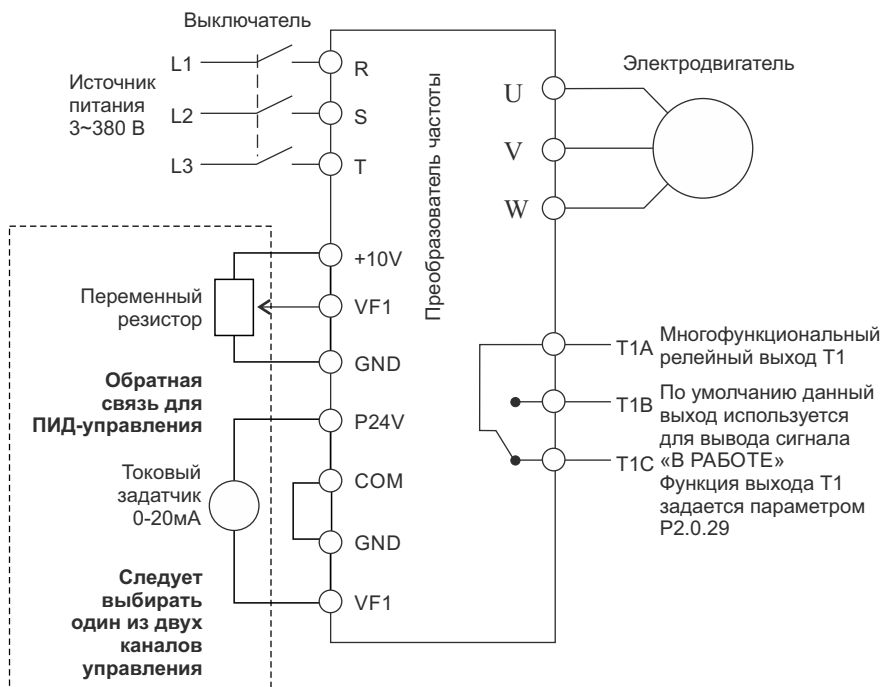 Выключатель
L1
R
Источник
питания
3~380 В
L2
S
L3
T
Преобразователь частоты
U
V
W
Электродвигатель
+10V
Переменный
резистор
VF1
GND
Обратная
связь для
ПИД-управления
P24V
Токовый
задатчик
0-20мА
COM
GND
Следует
выбирать
один из двух
каналов
управления
VF1
T1A
Многофункциональный
релейный выход T1
T1B
По умолчанию данный
выход используется
для вывода сигнала
«В РАБОТЕ»
T1C
Функция выхода T1
задается параметром
P2.0.29